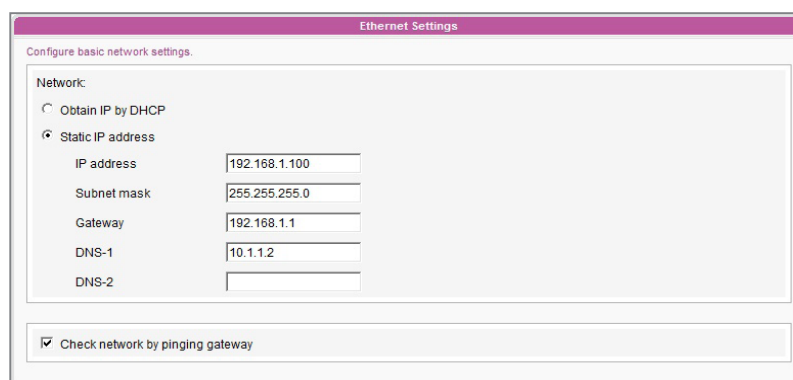 Ethernet Settings
Configure basic network settings.
Network:
Obtain IP by DHCP
Static IP address
IP address 192.168.1.100
Subnet mask 255.255.255.0
Gateway 192.168.1.1
DNS-1 10.1.1.2
DNS-2
Check network by pinging gateway